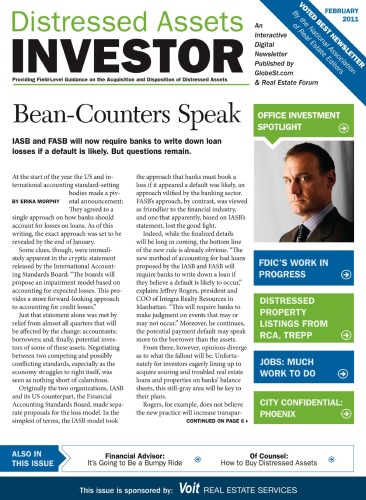 Distressed Assets
INVESTOR
Providing Field-Level Guidance on the Acquisition and Disposition of Distressed Assets
An
Interactive
Digital
Newsletter
Published by
GlobeSt.com
& Real Estate Forum
FEBRUARY
2011
VOTED BEST NEWSLETTER
By the National Association
of Real Estate Editors
Bean-Counters Speak
IASB and FASB will now require banks to write down loan
losses if a default is likely. But questions remain.
At the start of the year the US and in-
ternational accounting standard-setting
bodies made a piv-
BY ERIKA MORPHY
otal announcement:
They agreed to a
single approach on how banks should
account for losses on loans. As of this
writing, the exact approach was set to be
revealed by the end of January.
Some clues, though, were immedi-
ately apparent in the cryptic statement
released by the International Account-
ing Standards Board: "The boards will
propose an impairment model based on
accounting for expected losses. This pro-
vides a more forward-looking approach
to accounting for credit losses."
Just that statement alone was met by
relief from almost all quarters that will
be affected by the change: accountants;
borrowers; and, finally, potential inves-
tors of some of these assets. Negotiating
between two competing and possibly
conflicting standards, especially as the
economy struggles to right itself, was
seen as nothing short of calamitous.
Originally the two organizations, IASB
and its US counterpart, the Financial
Accounting Standards Board, made sepa-
rate proposals for the loss model. In the
simplest of terms, the IASB model took
the approach that banks must book a
loss if it appeared a default was likely, an
approach vilified by the banking sector.
FASB's approach, by contrast, was viewed
as friendlier to the financial industry,
and one that apparently, based on IASB's
statement, lost the good fight.
Indeed, while the finalized details
will be long in coming, the bottom line
of the new rule is already obvious. "The
new method of accounting for bad loans
proposed by the IASB and FASB will
require banks to write down a loan if
they believe a default is likely to occur,"
explains Jeffrey Rogers, president and
COO of Integra Realty Resources in
Manhattan. "This will require banks to
make judgment on events that may or
may not occur." Moreover, he continues,
the potential payment default may speak
more to the borrower than the assets.
From there, however, opinions diverge
as to what the fallout will be. Unfortu-
nately for investors eagerly lining up to
acquire souring and troubled real estate
loans and properties on banks' balance
sheets, this still-gray area will be key to
their plans.
Rogers, for example, does not believe
the new practice will increase transpar-
CONTINUED ON PAGE 6
OFFICE INVESTMENT
SPOTLIGHT
FDIC'S WORK IN
PROGRESS
DISTRESSED
PROPERTY
LISTINGS FROM
RCA, TREPP
JOBS: MUCH
WORK TO DO
CITY CONFIDENTIAL:
PHOENIX
ALSO IN
THIS ISSUE
Financial Advisor:
It's Going to Be a Bumpy Ride
Of Counsel:
How to Buy Distressed Assets
This issue is sponsored by: Voit REAL ESTATE SERVICES